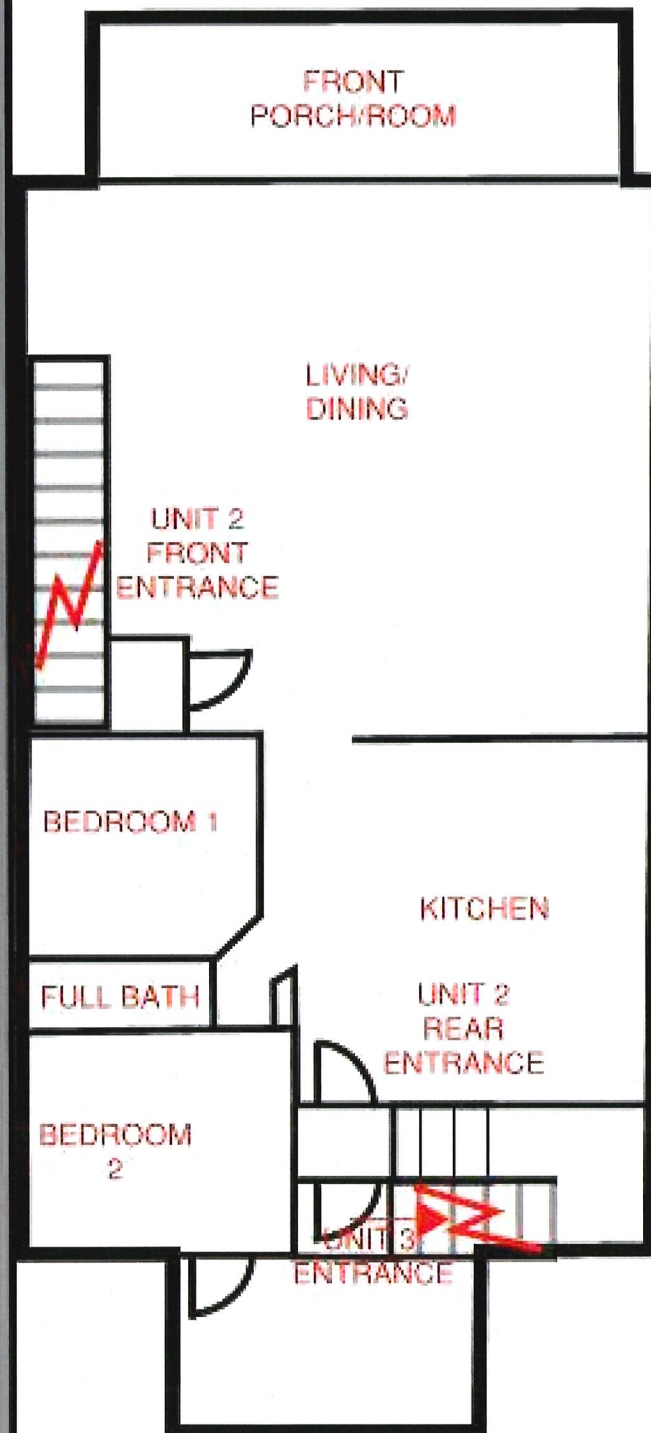 FRONT
PORCH/ROOM
LIVING/
DINING
UNIT 2
FRONT
ENTRANCE
BEDROOM 1
KITCHEN
FULL BATH
UNIT 2
REAR
ENTRANCE
BEDROOM
2
UNIT 3
ENTRANCE